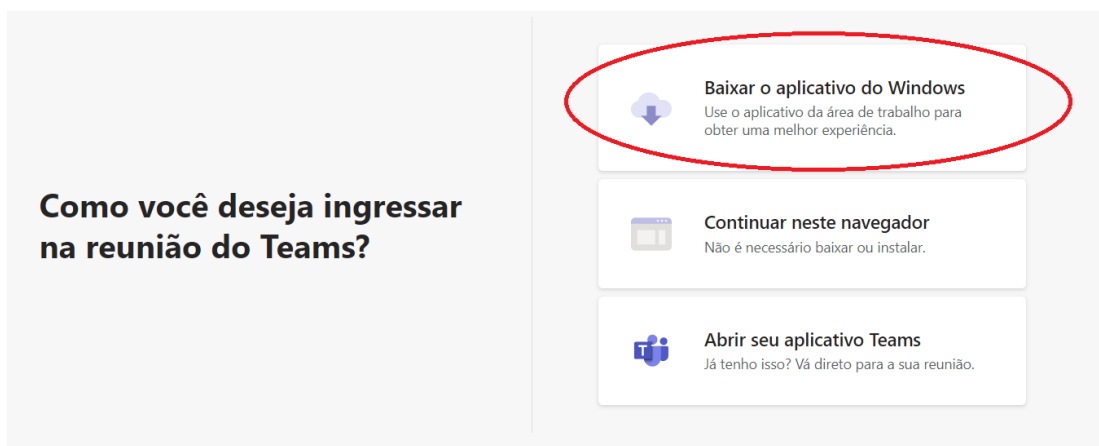 Como você deseja ingressar
na reunião do Teams?
Baixar o aplicativo do Windows
Use o aplicativo da área de trabalho para
obter uma melhor experiência.
Continuar neste navegador
Não é necessário baixar ou instalar.
T
Abrir seu aplicativo Teams
Já tenho isso? Vá direto para a sua reunião.